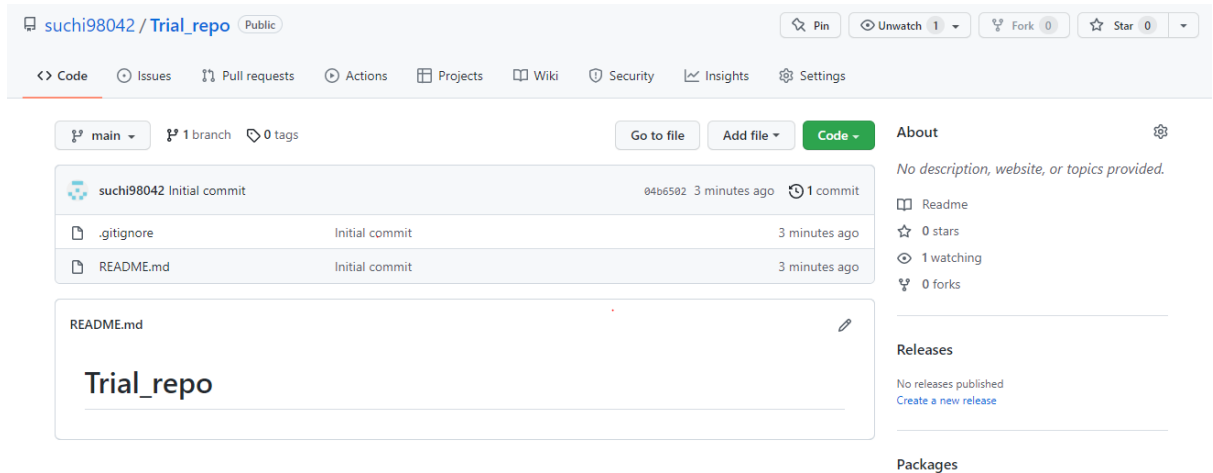 suchi98042 / Trial_repo Public
Pin Unwatch 1 Fork 0 Star 0
<> Code Issues Pull requests Actions Projects Wiki Security Insights Settings
main 1 branch 0 tags Go to file Add file Code
suchi98042 Initial commit 04b6502 3 minutes ago 1 commit
.gitignore Initial commit 3 minutes ago
README.md Initial commit 3 minutes ago
README.md
Trial_repo
About
No description, website, or topics provided.
Readme
0 stars
1 watching
0 forks
Releases
No releases published
Create a new release
Packages